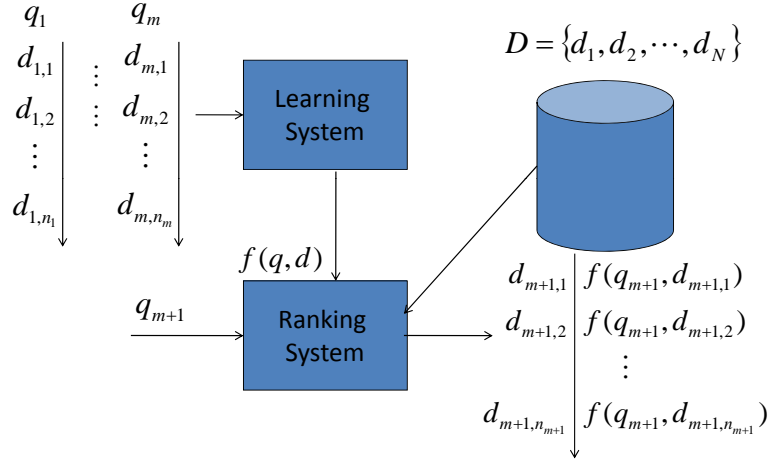 q_1 q_m
d_{1,1} ⋯ d_{m,1}
d_{1,2} ⋯ d_{m,2}
⋮ ⋮
d_{1,n_1} d_{m,n_m}
Learning
System
D = {d_1, d_2, ⋯, d_N}
f(q,d)
q_{m+1}
Ranking
System
d_{m+1,1} f(q_{m+1}, d_{m+1,1})
d_{m+1,2} f(q_{m+1}, d_{m+1,2})
⋮
d_{m+1,n_{m+1}} f(q_{m+1}, d_{m+1,n_{m+1}})